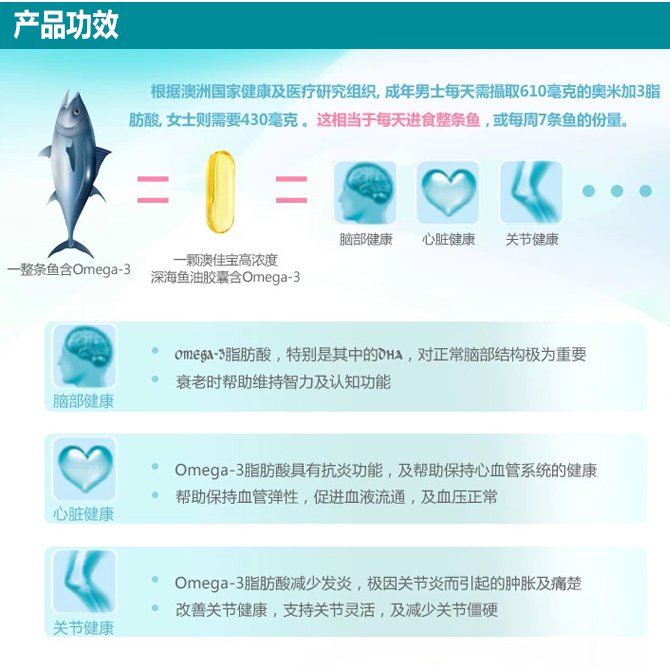 产品功效
根据澳洲国家健康及医疗研究组织, 成年男士每天需攝取610毫克的奥米加3脂
肪酸, 女士则需要430毫克 。这相当于每天进食整条鱼 , 或每周7条鱼的份量。
脑部健康 心脏健康 关节健康
一整条鱼含Omega-3
一颗澳佳宝高浓度
深海鱼油胶囊含Omega-3
脑部健康
OMEGA-3脂肪酸，特别是其中的DHA，对正常脑部结构极为重要
衰老时帮助维持智力及认知功能
心脏健康
Omega-3脂肪酸具有抗炎功能，及帮助保持心血管系统的健康
帮助保持血管弹性，促进血液流通，及血压正常
关节健康
Omega-3脂肪酸减少发炎，极因关节炎而引起的肿胀及痛楚
改善关节健康，支持关节灵活，及减少关节僵硬